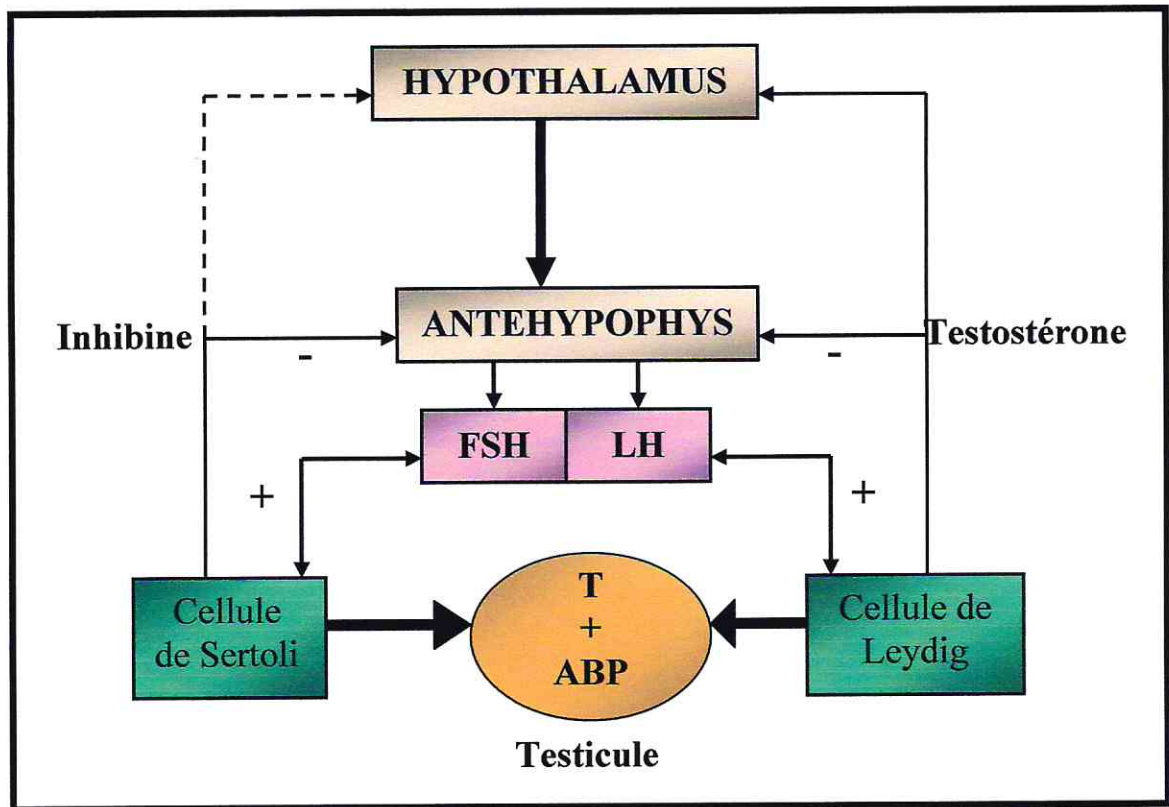 HYPOTHALAMUS
ANTEHYPOPHYS
Inhibine
-
-
Testostérone
FSH
LH
+
+
Cellule
de Sertoli
T
+
ABP
Cellule de
Leydig
Testicule